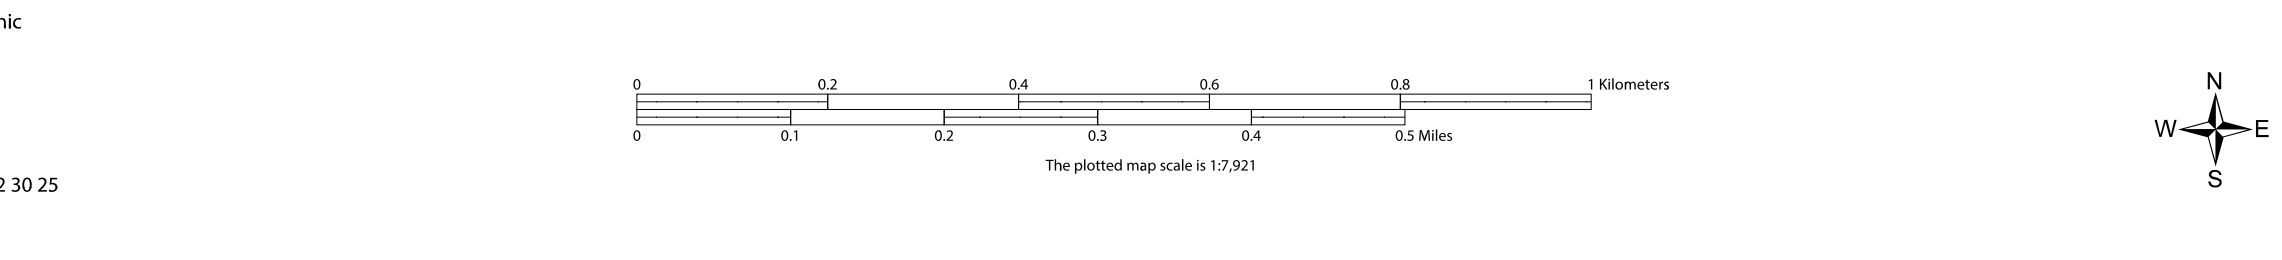 nic
0 0.2 0.4 0.6 0.8 1 Kilometers
0 0.1 0.2 0.3 0.4 0.5 Miles
The plotted map scale is 1:7,921
2 30 25
N
W E
S